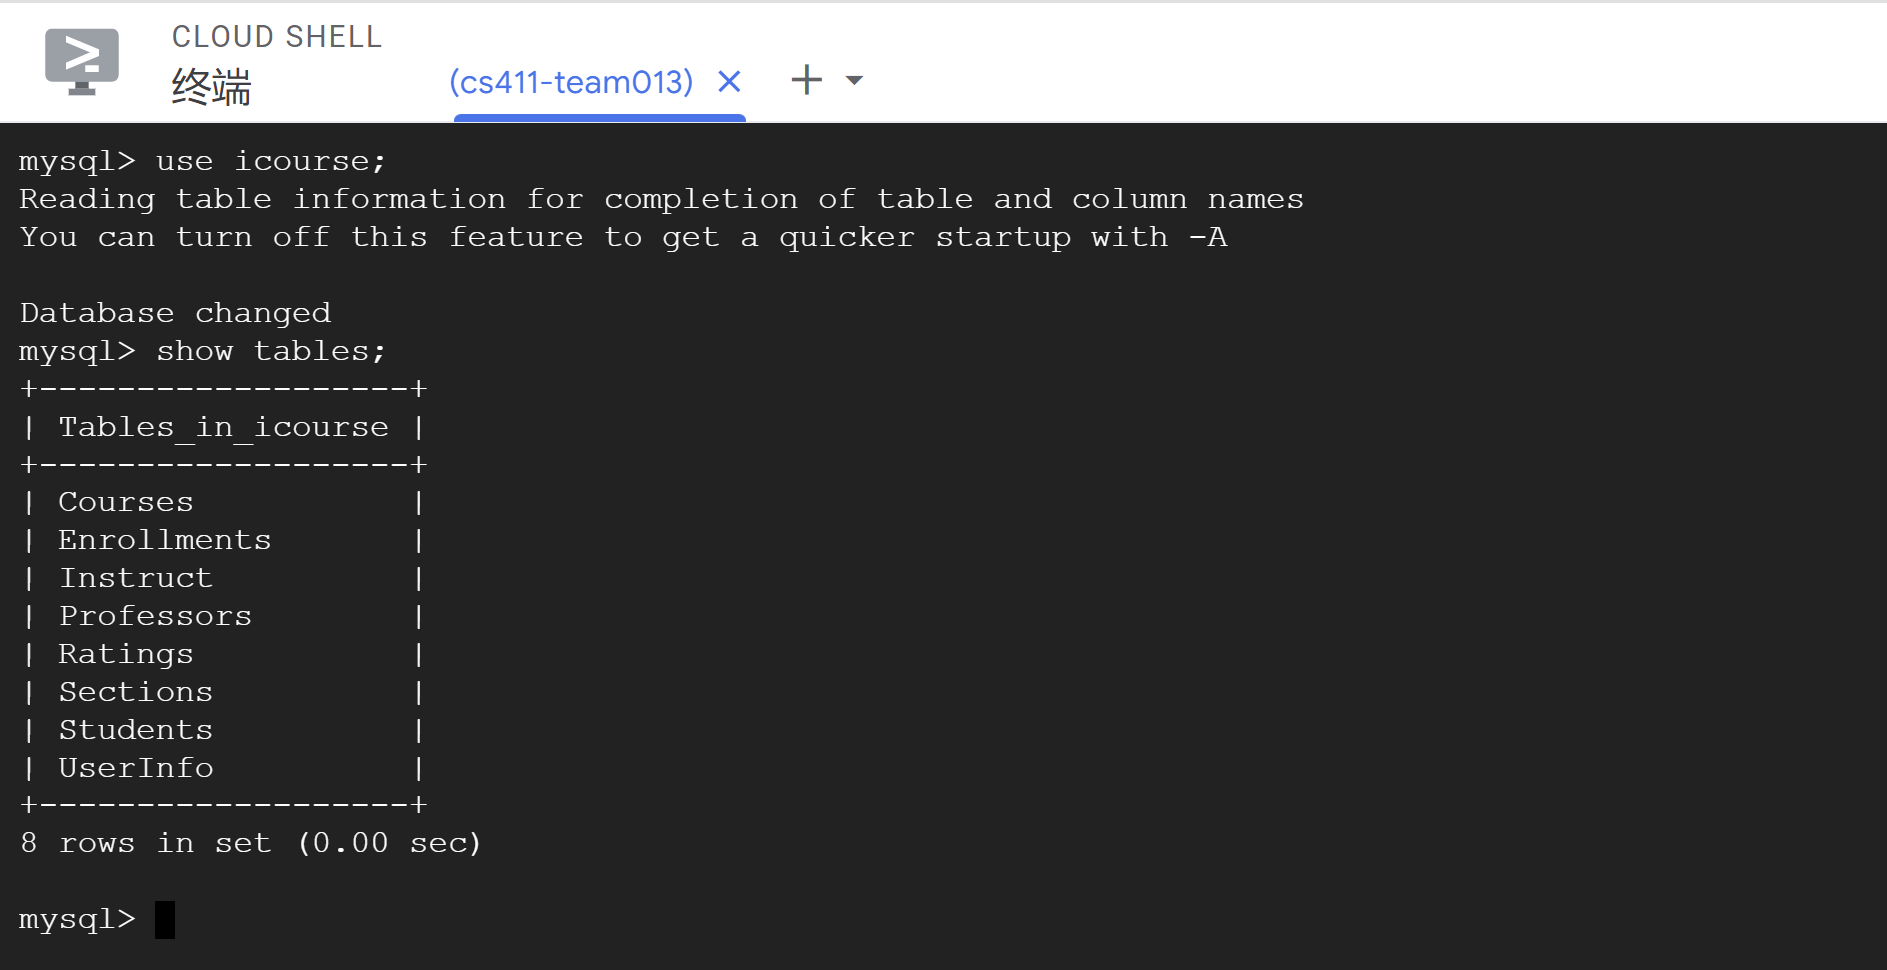 CLOUD SHELL
终端
(cs411-team013)
mysql> use icourse;
Reading table information for completion of table and column names
You can turn off this feature to get a quicker startup with -A
Database changed
mysql> show tables;
+-------------------+
| Tables_in_icourse |
+-------------------+
| Courses           |
| Enrollments       |
| Instruct          |
| Professors        |
| Ratings           |
| Sections          |
| Students          |
| UserInfo          |
+-------------------+
8 rows in set (0.00 sec)
mysql>